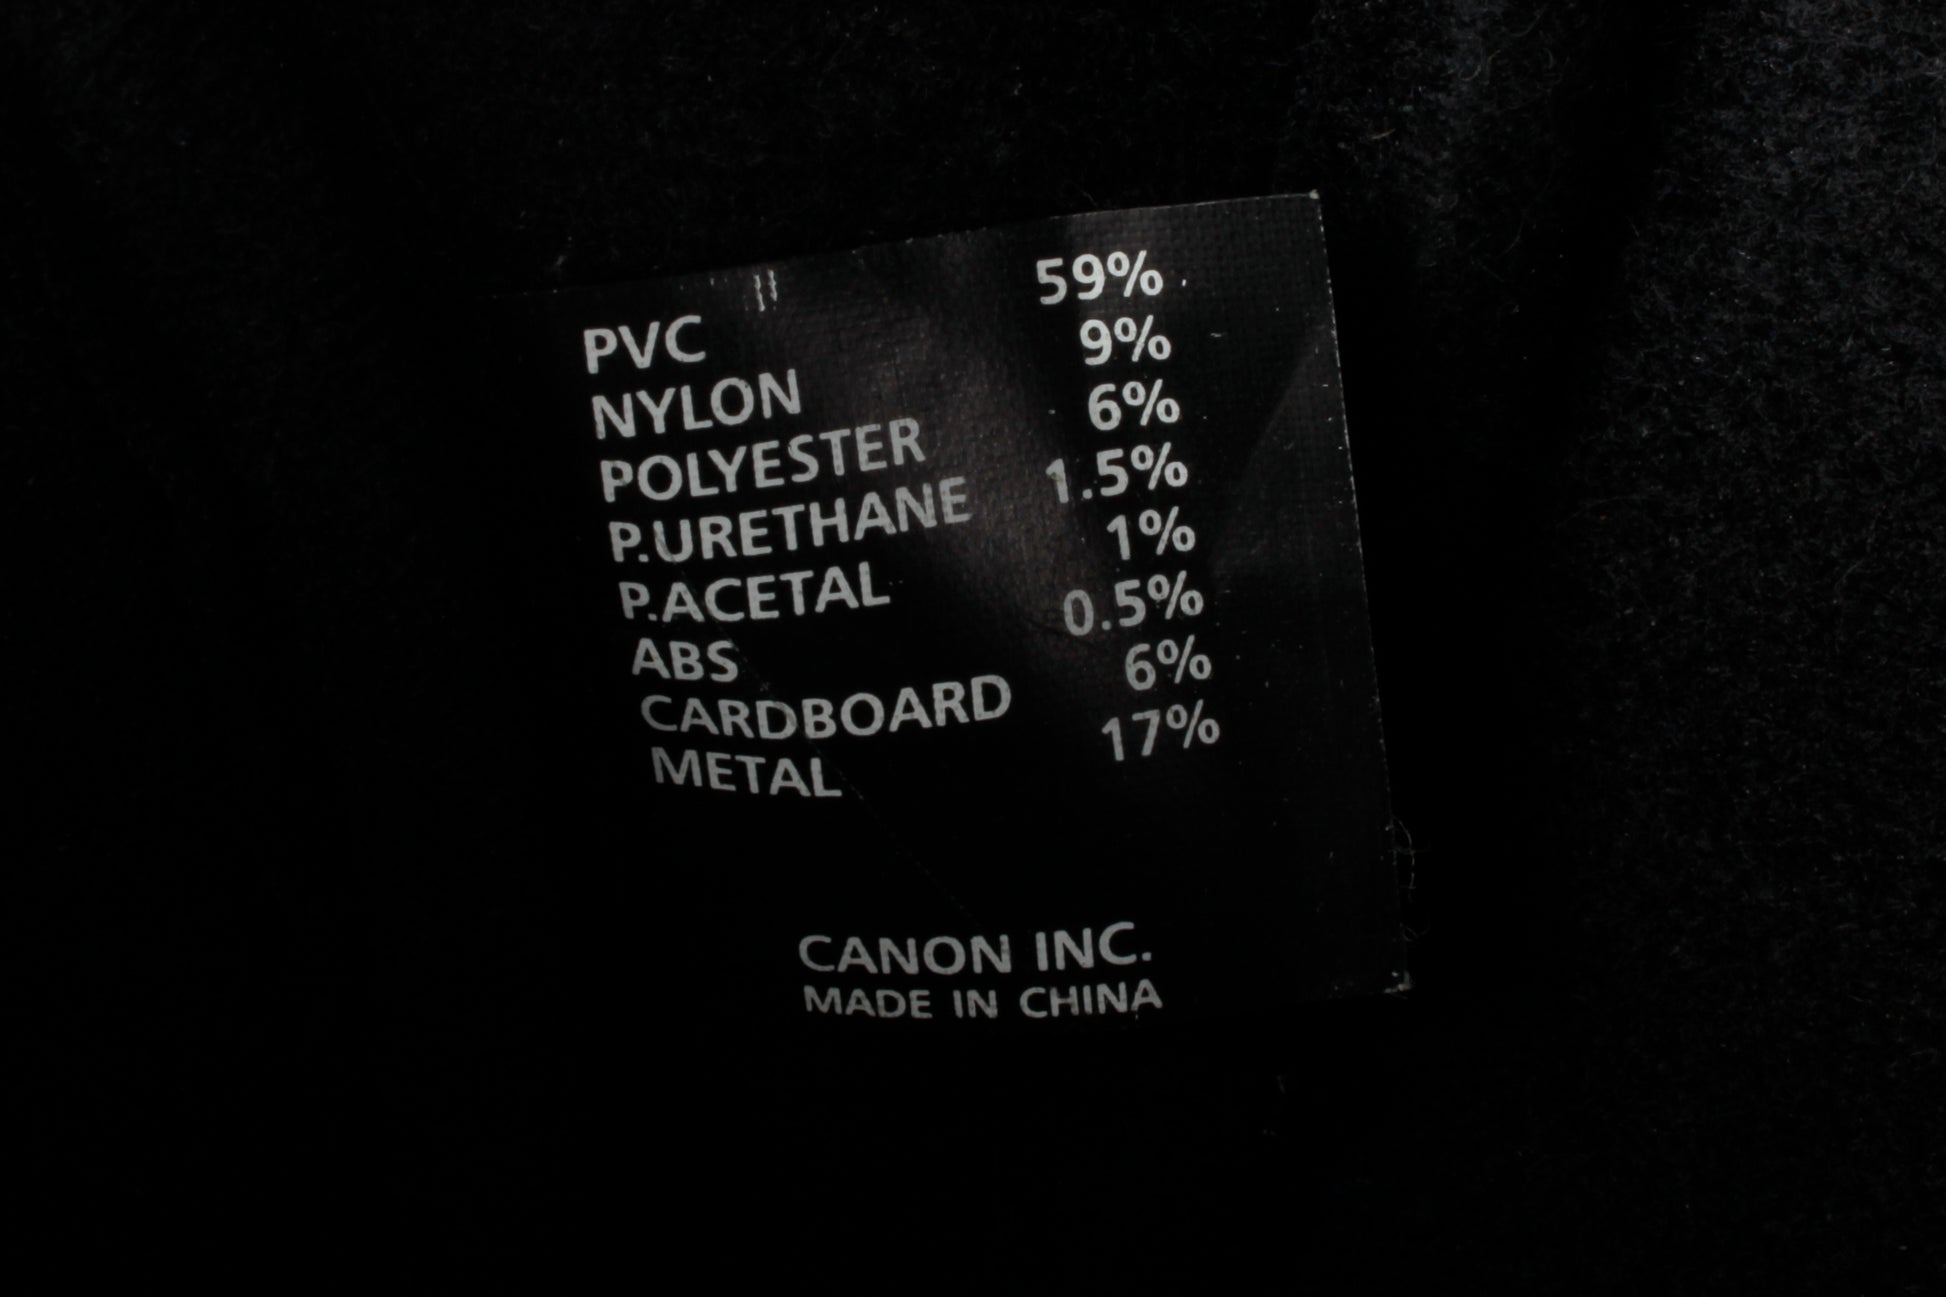 PVC 59%
NYLON 9%
POLYESTER 6%
P.URETHANE 1.5%
P.ACETAL 1%
ABS 0.5%
CARDBOARD 6%
METAL 17%
CANON INC.
MADE IN CHINA